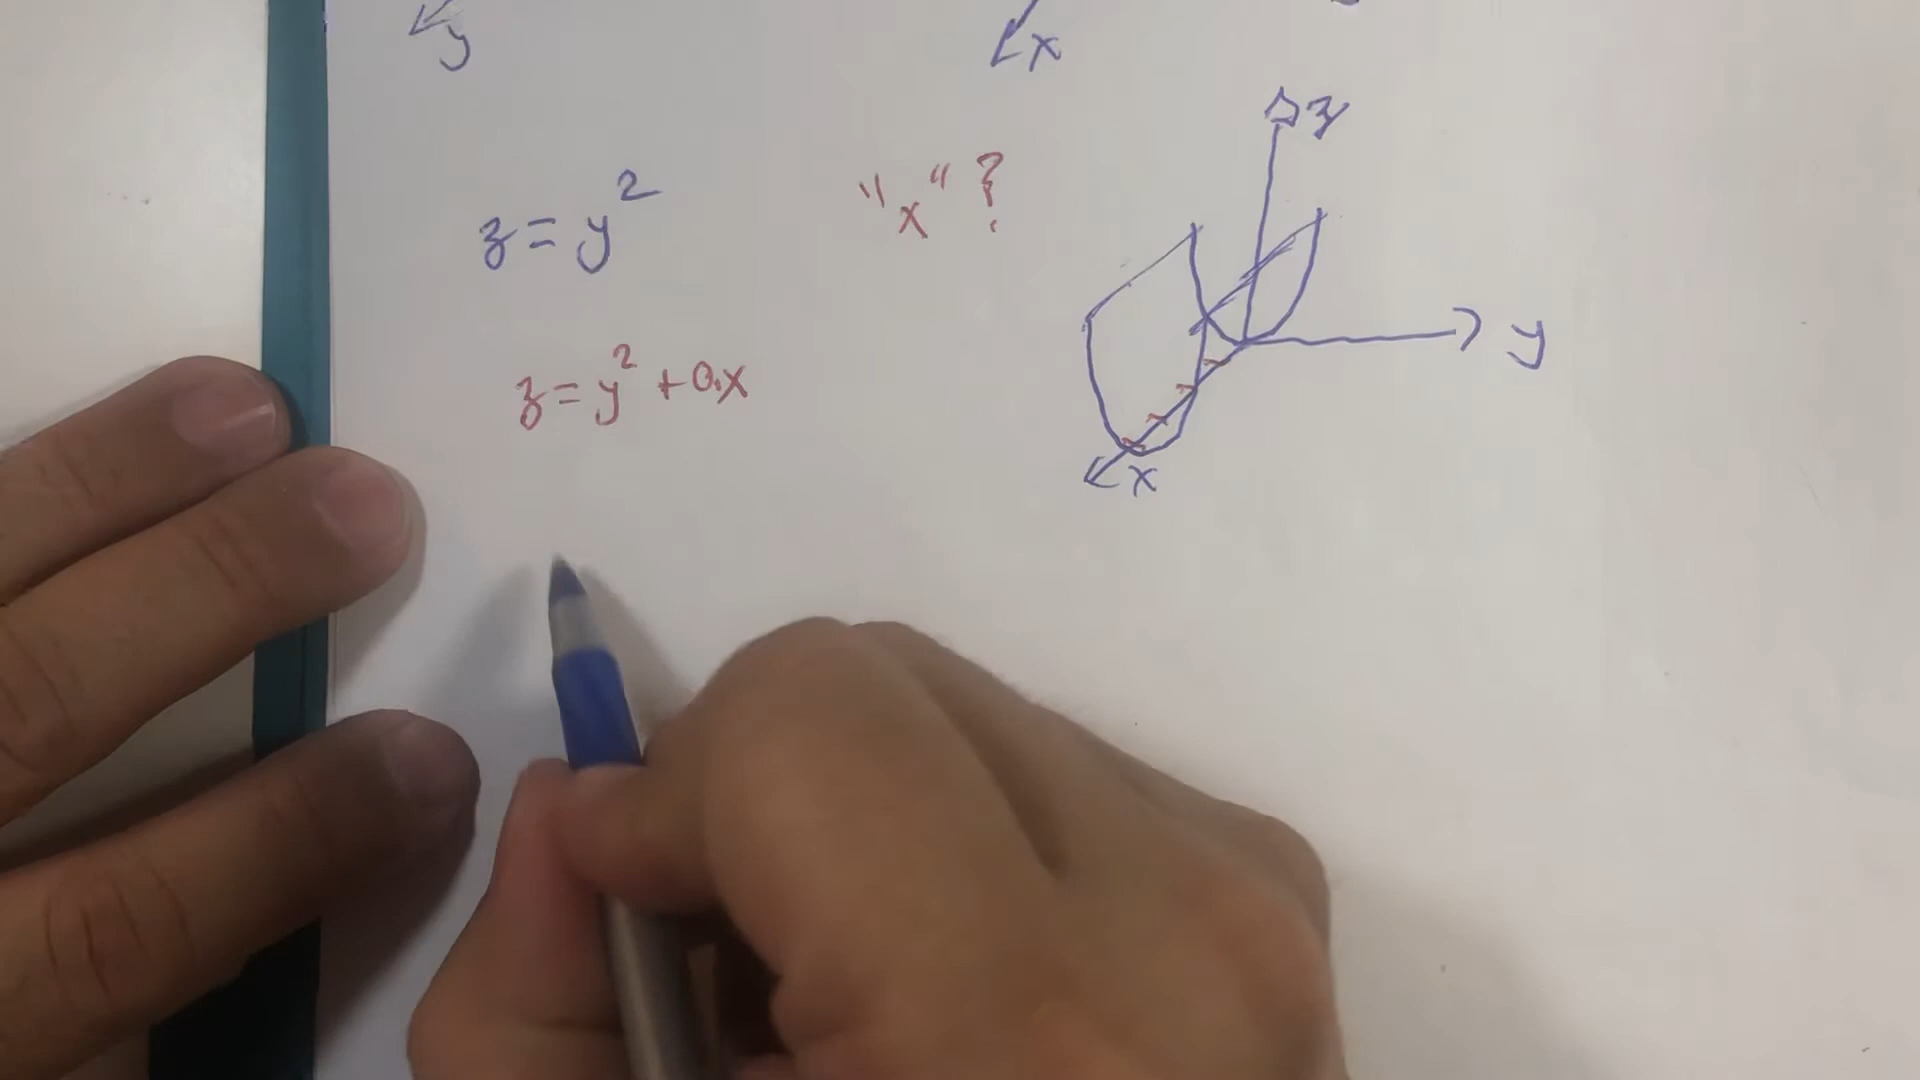 y
x
z
z = y²
"x" ?
y
z = y² + 0.x
x